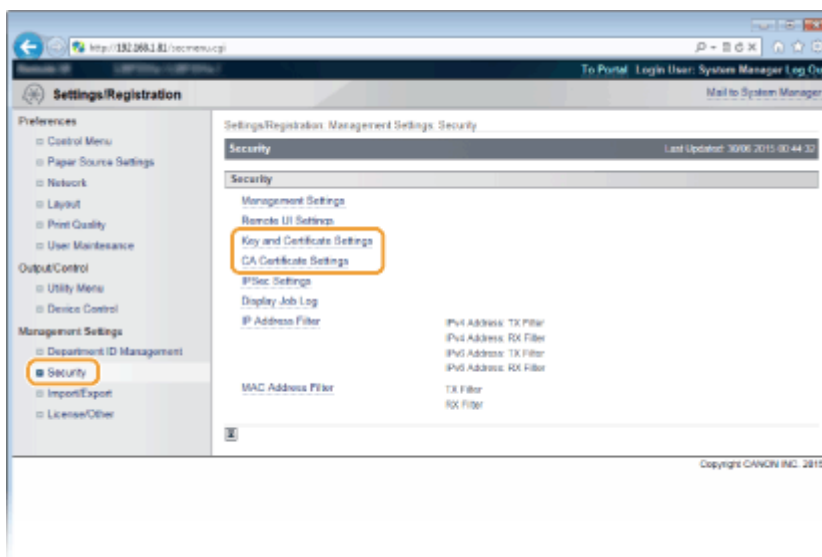 http://192.168.1.81/secmenu.cgi
To Portal Login User: System Manager Log Ou
Settings/Registration
Mail to System Manager
Preferences
Control Menu
Paper Source Settings
Network
Layout
Print Quality
User Maintenance
Output/Control
Utility Menu
Device Control
Management Settings
Department ID Management
Security
Import/Export
License/Other
Settings/Registration: Management Settings: Security
Security
Last Updated: 30/06 2015 00:44:32
Security
Management Settings
Remote UI Settings
Key and Certificate Settings
CA Certificate Settings
IPSec Settings
Display Job Log
IP Address Filter
IPv4 Address: TX Filter
IPv4 Address: RX Filter
IPv6 Address: TX Filter
IPv6 Address: RX Filter
MAC Address Filter
TX Filter
RX Filter
Copyright CANON INC. 2015